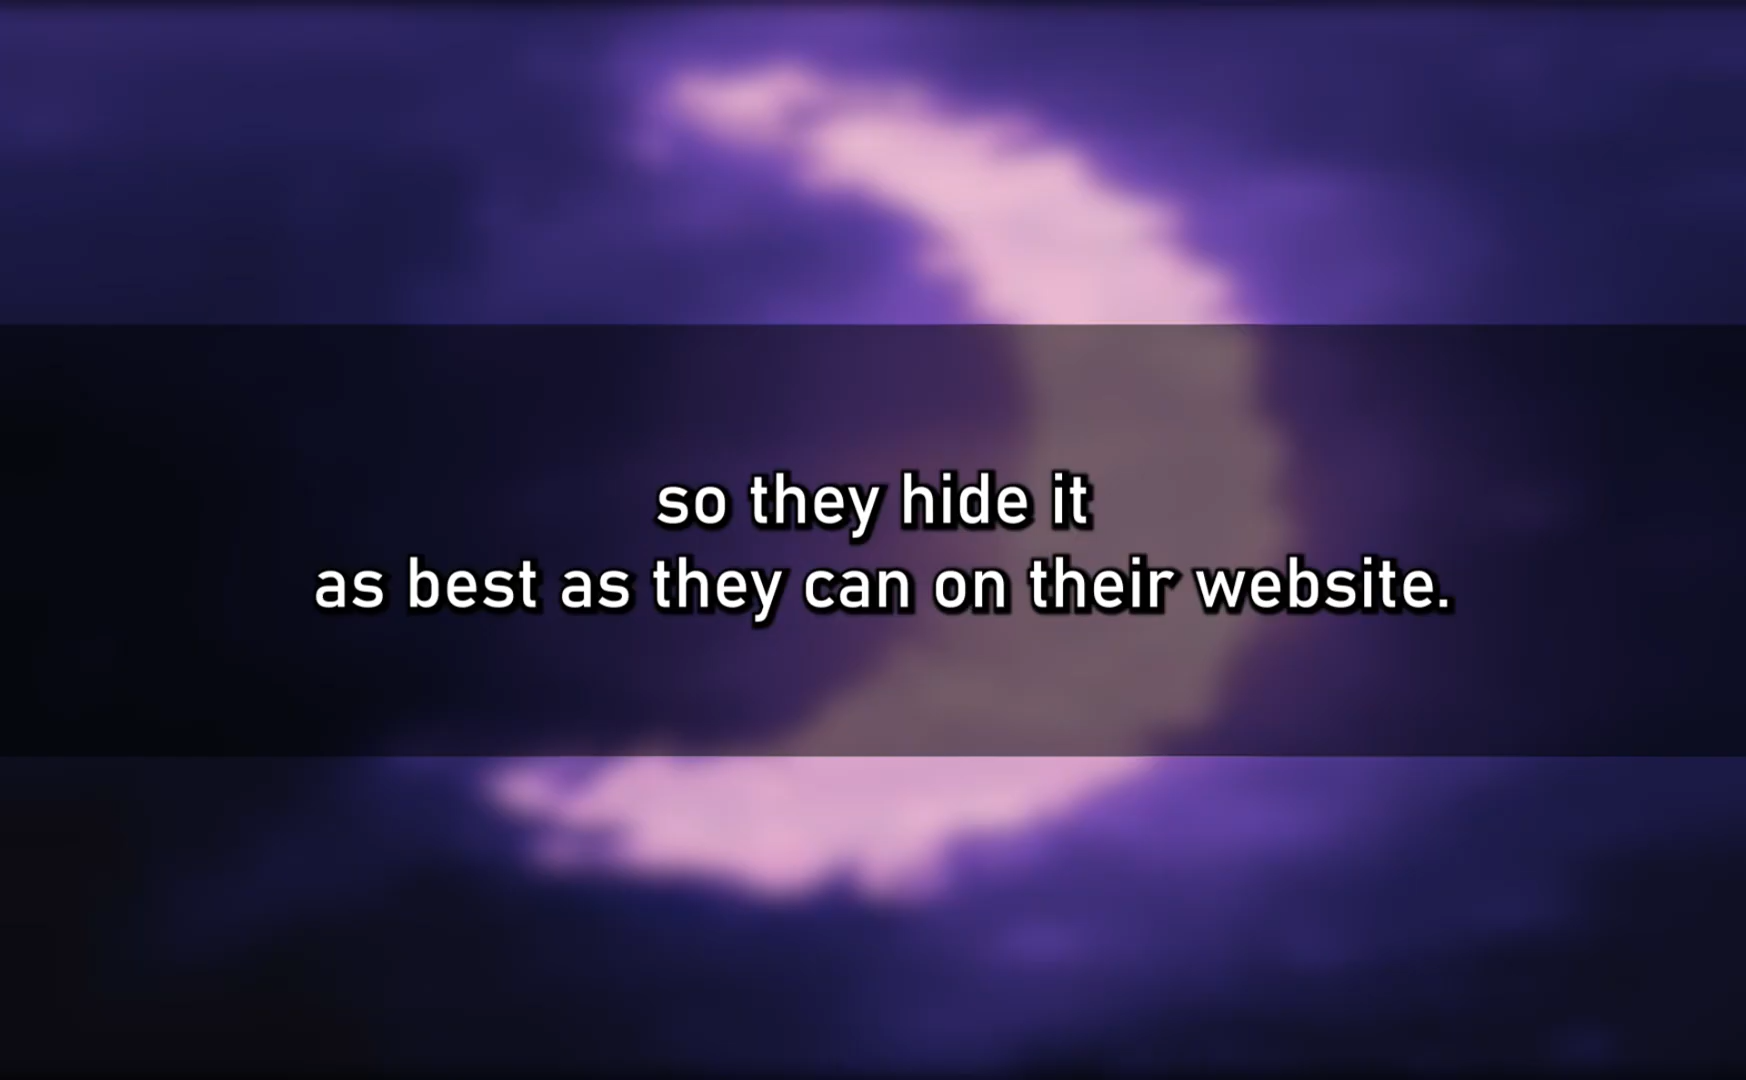 so they hide it
as best as they can on their website.